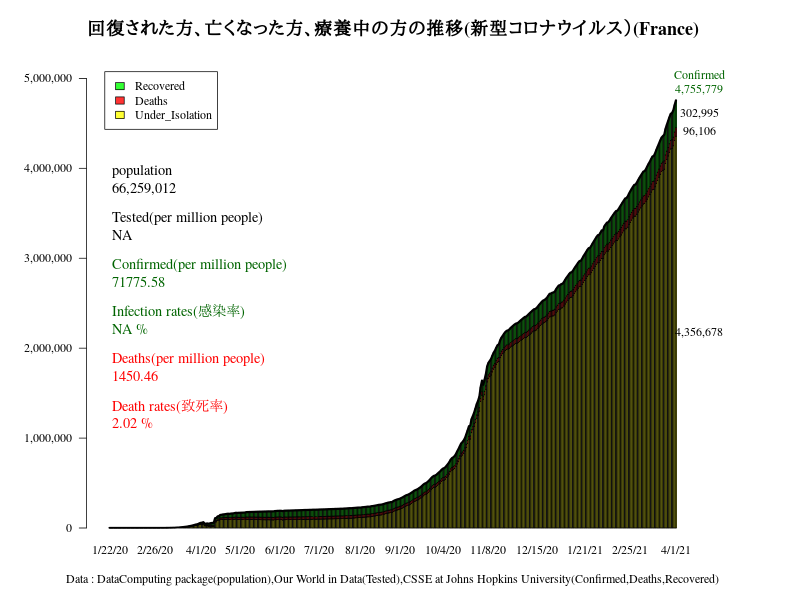 回復された方、亡くなった方、療養中の方の推移(新型コロナウイルス）(France)
Confirmed
4,755,779
5,000,000
Recovered
Deaths
Under_Isolation
302,995
96,106
4,000,000
population
66,259,012
Tested(per million people)
NA
3,000,000
Confirmed(per million people)
71775.58
Infection rates(感染率)
NA %
4,356,678
2,000,000
Deaths(per million people)
1450.46
Death rates(致死率)
2.02 %
1,000,000
0
1/22/20 2/26/20 4/1/20 5/1/20 6/1/20 7/1/20 8/1/20 9/1/20 10/4/20 11/8/20 12/15/20 1/21/21 2/25/21 4/1/21
Data : DataComputing package(population),Our World in Data(Tested),CSSE at Johns Hopkins University(Confirmed,Deaths,Recovered)